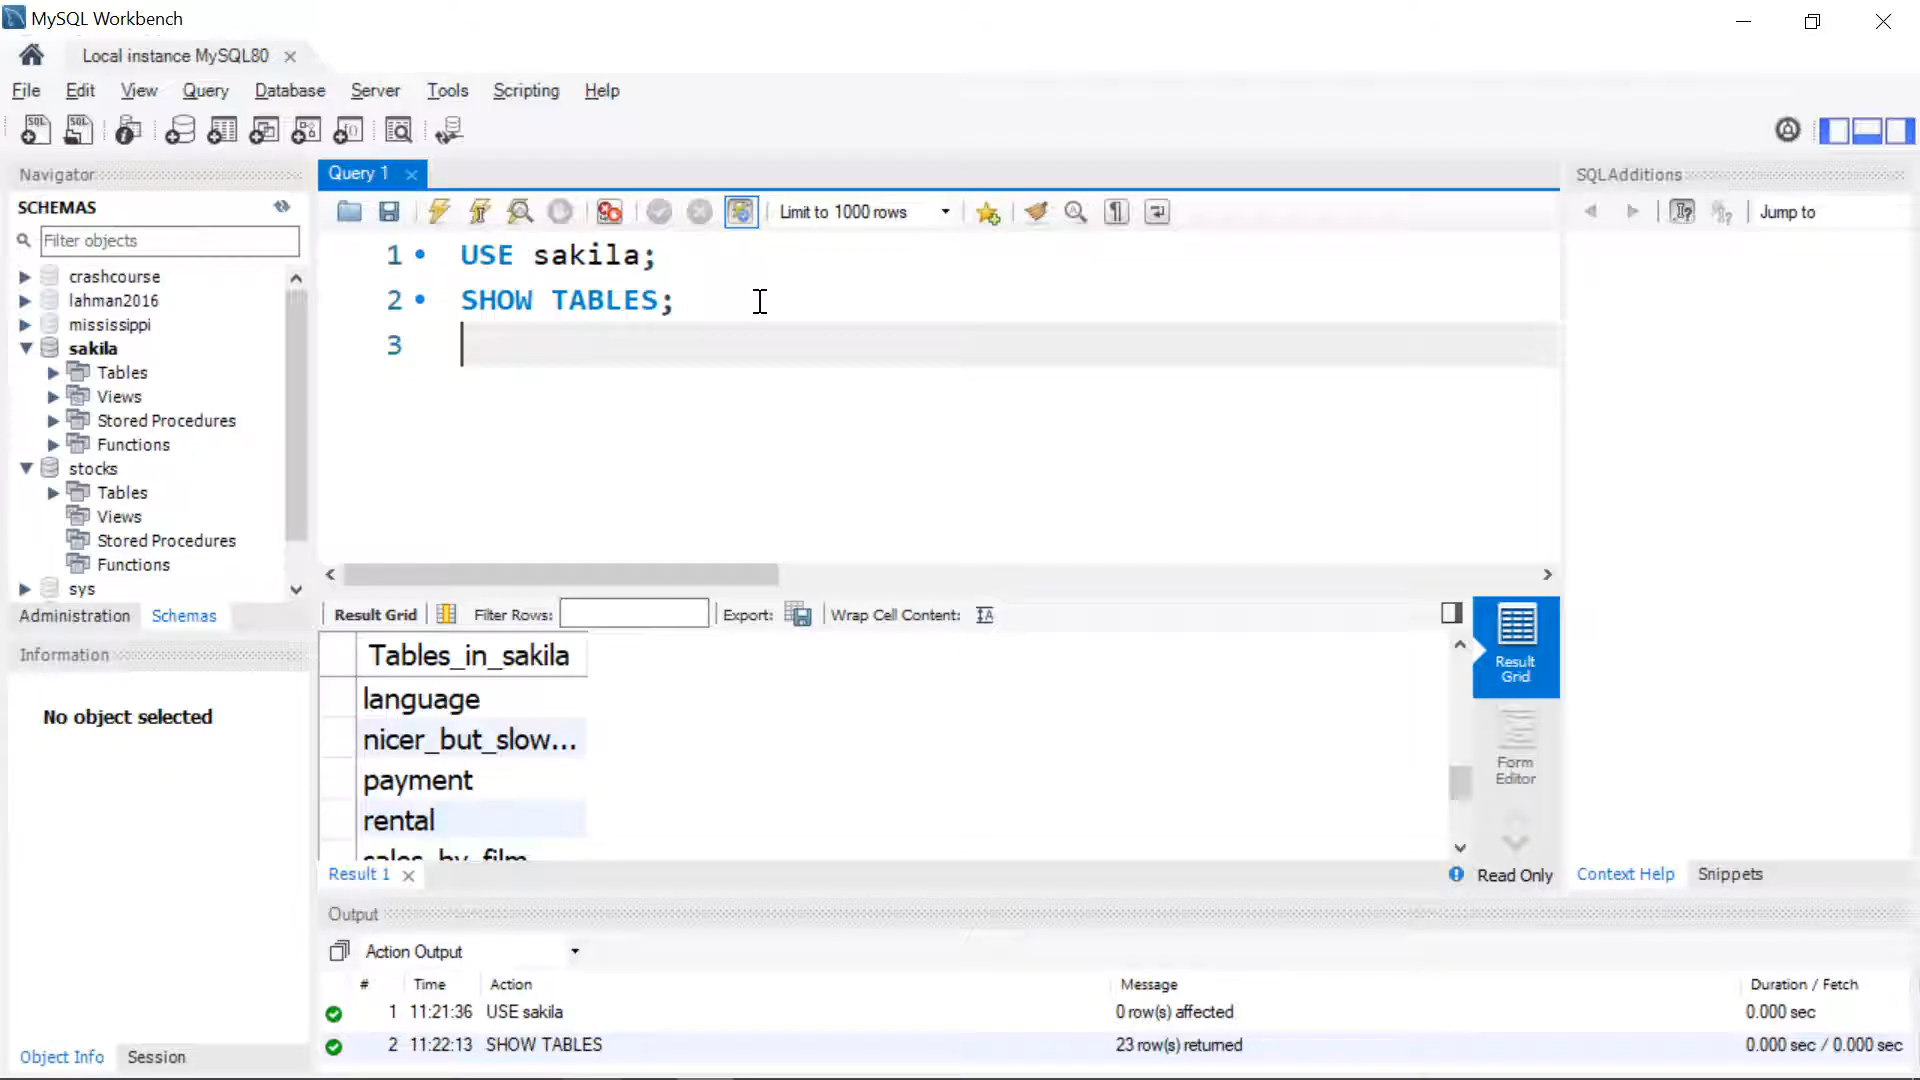 MySQL Workbench
Local instance MySQL80
File Edit View Query Database Server Tools Scripting Help
Navigator
SCHEMAS
Filter objects
crashcourse
lahman2016
mississippi
sakila
Tables
Views
Stored Procedures
Functions
stocks
Tables
Views
Stored Procedures
Functions
sys
Administration Schemas
Information
No object selected
Object Info Session
Query 1
Limit to 1000 rows
1 USE sakila;
2 SHOW TABLES;
3
Result Grid Filter Rows: Export: Wrap Cell Content:
Tables_in_sakila
language
nicer_but_slow...
payment
rental
sales_by_film
Result Grid
Form Editor
Result 1
Read Only
SQLAdditions
Jump to
Context Help Snippets
Output
Action Output
# Time Action Message Duration / Fetch
1 11:21:36 USE sakila 0 row(s) affected 0.000 sec
2 11:22:13 SHOW TABLES 23 row(s) returned 0.000 sec / 0.000 sec